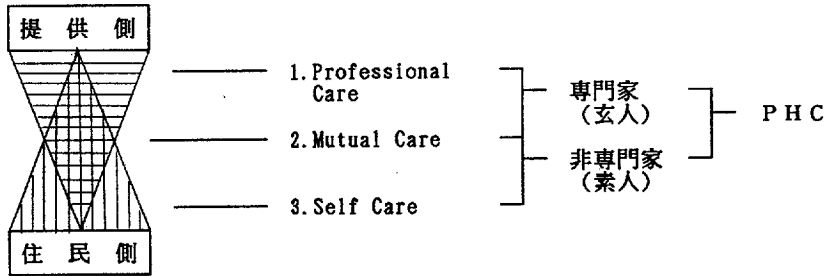 提供側
1.Professional
Care
専門家
(玄人)
PHC
2.Mutual Care
非専門家
(素人)
3.Self Care
住民側